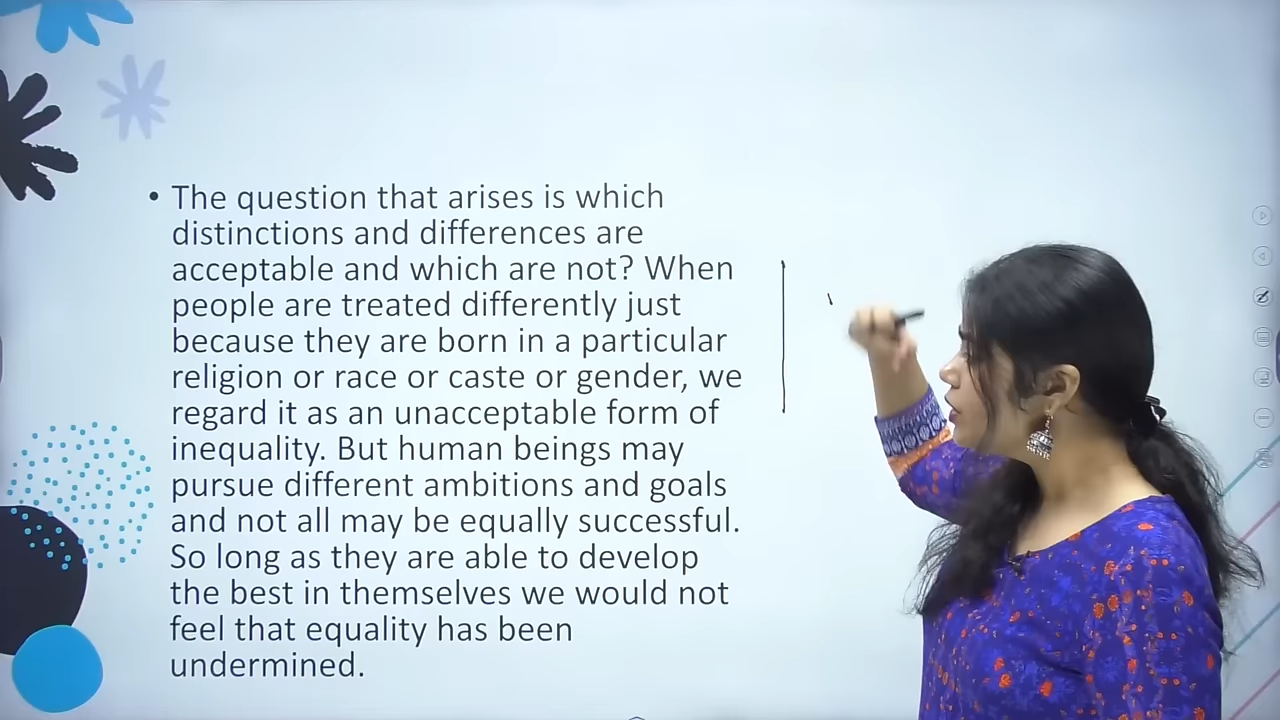 • The question that arises is which
distinctions and differences are
acceptable and which are not? When
people are treated differently just
because they are born in a particular
religion or race or caste or gender, we
regard it as an unacceptable form of
inequality. But human beings may
pursue different ambitions and goals
and not all may be equally successful.
So long as they are able to develop
the best in themselves we would not
feel that equality has been
undermined.